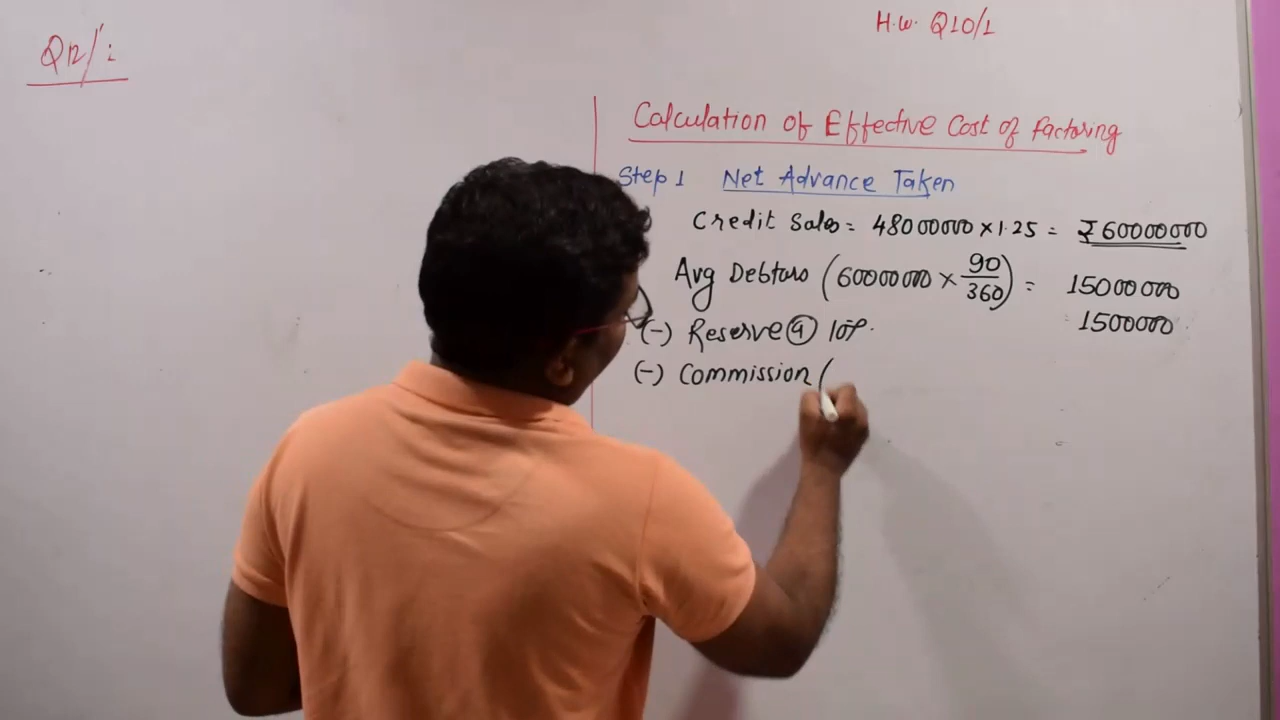 H.W. Q10/1
Q12/:
Calculation of Effective Cost of Factoring
Step 1 Net Advance Taken
Credit Sales = 48000000 × 1.25 = ₹60000000
Avg Debtors (60000000 × 90/360) = 15000000
(-) Reserve @ 10%. 1500000
(-) Commission (